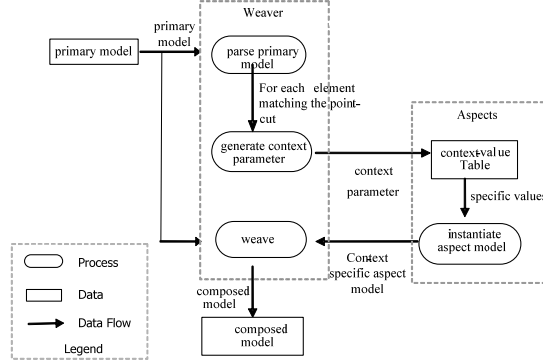 Weaver
primary model
primary
model
parse primary
model
For each element
matching the point-
cut
generate context
parameter
context
parameter
Aspects
context-value
Table
specific values
instantiate
aspect model
weave
Context
specific aspect
model
composed
model
composed
model
Process
Data
Data Flow
Legend